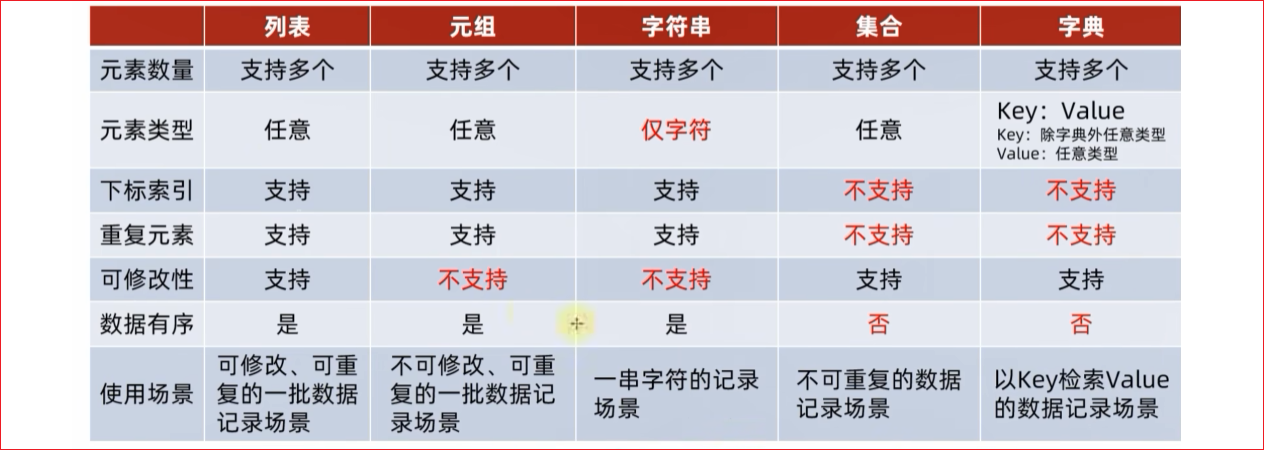 列表 元组 字符串 集合 字典
元素数量 支持多个 支持多个 支持多个 支持多个 支持多个
元素类型 任意 任意 仅字符 任意 Key：Value
Key：除字典外任意类型
Value：任意类型
下标索引 支持 支持 支持 不支持 不支持
重复元素 支持 支持 支持 不支持 不支持
可修改性 支持 不支持 不支持 支持 支持
数据有序 是 是 是 否 否
使用场景
可修改、可重
复的一批数据
记录场景
不可修改、可重
复的一批数据记
录场景
一串字符的记录
场景
不可重复的数据
记录场景
以Key检索Value
的数据记录场景